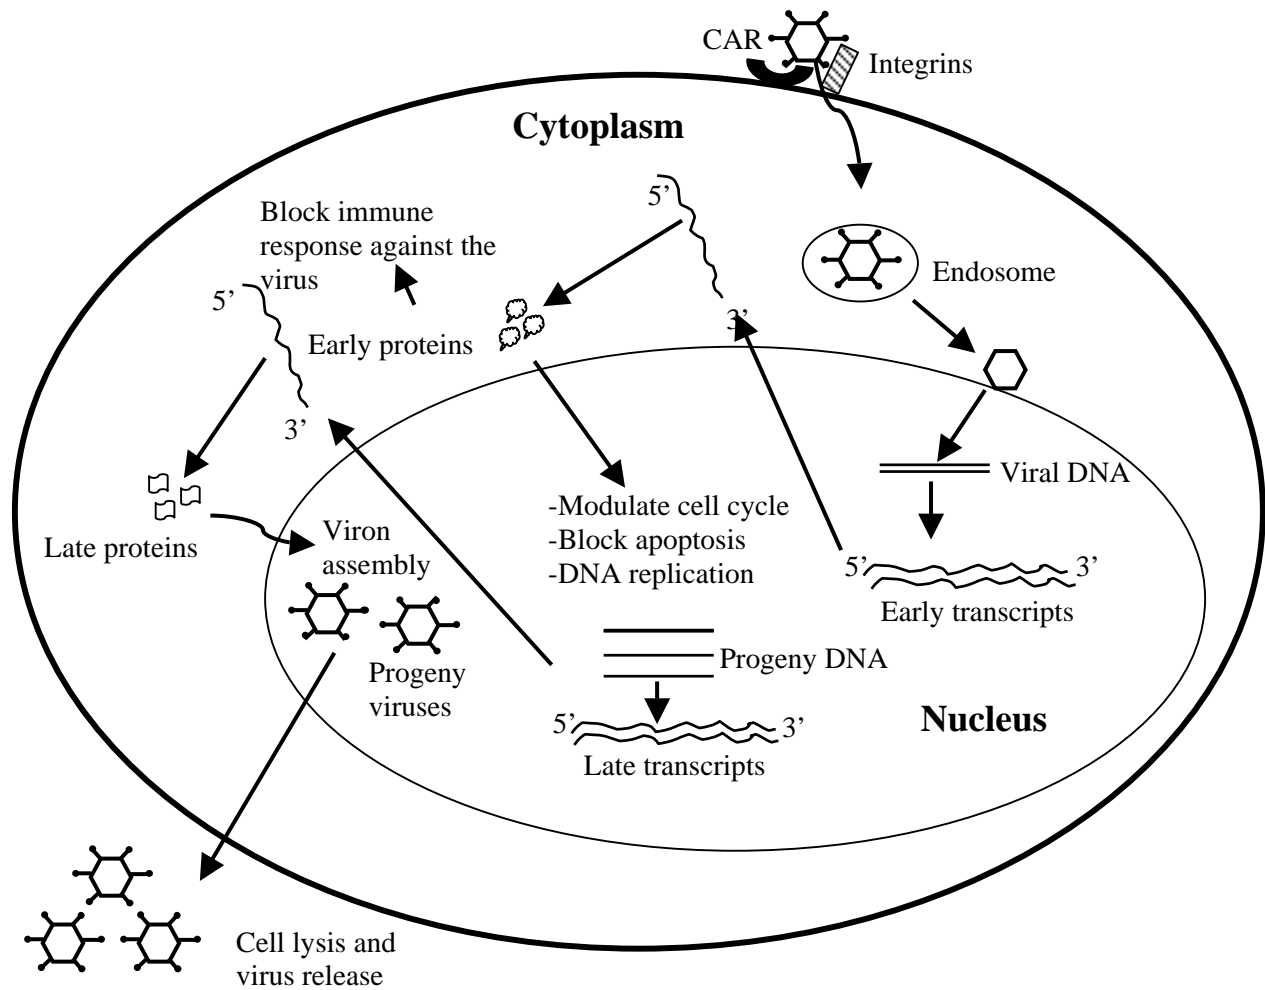 CAR
Integrins
Cytoplasm
5’
Block immune
response against the
virus
Endosome
5’
3’
Early proteins
3’
Viral DNA
-Modulate cell cycle
-Block apoptosis
-DNA replication
Late proteins
Viron
assembly
5’
3’
Early transcripts
Progeny DNA
Progeny
viruses
Nucleus
5’
3’
Late transcripts
Cell lysis and
virus release